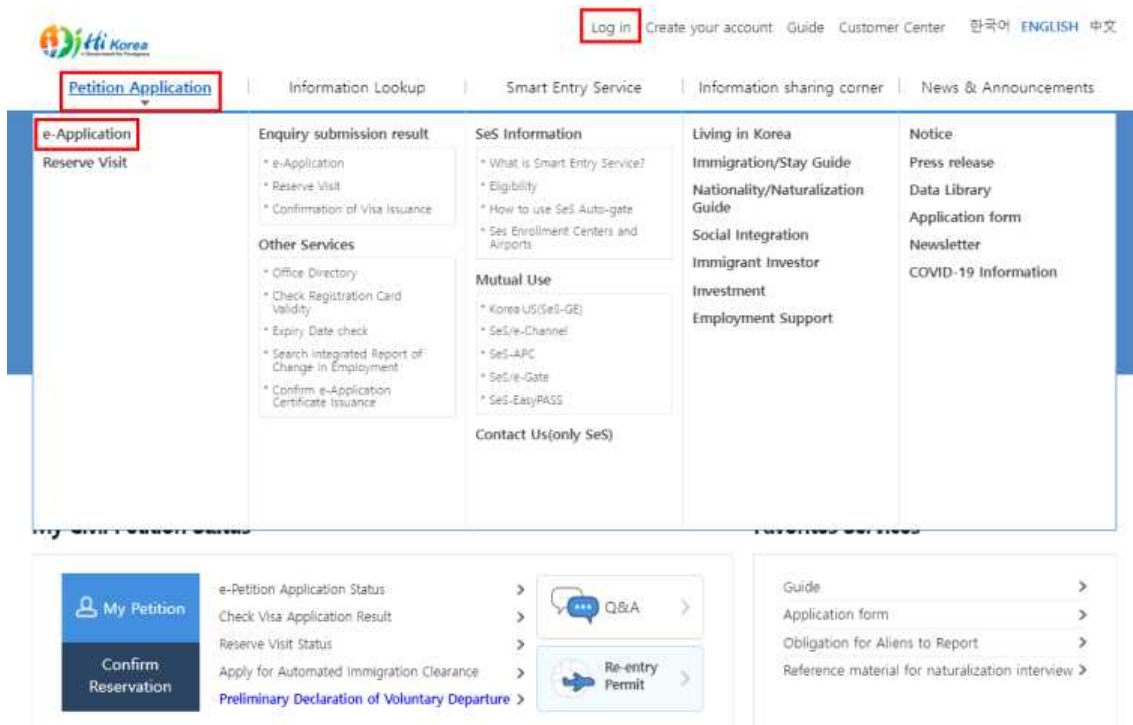 Hi Korea
e-Government for Foreigners
Log in Create your account Guide Customer Center 한국어 ENGLISH 中文
Petition Application Information Lookup Smart Entry Service Information sharing corner News & Announcements
e-Application
Reserve Visit
Enquiry submission result
* e-Application
* Reserve Visit
* Confirmation of Visa Issuance
Other Services
* Office Directory
* Check Registration Card
Validity
* Expiry Date check
* Search Integrated Report of
Change in Employment
* Confirm e-Application
Certificate Issuance
SeS Information
* What is Smart Entry Service?
* Eligibility
* How to use SeS Auto-gate
* Ses Enrollment Centers and
Airports
Mutual Use
* Korea US(SeS-GE)
* SeS/e-Channel
* SeS-APC
* SeS/e-Gate
* SeS-EasyPASS
Contact Us(only SeS)
Living in Korea
Immigration/Stay Guide
Nationality/Naturalization
Guide
Social Integration
Immigrant Investor
Investment
Employment Support
Notice
Press release
Data Library
Application form
Newsletter
COVID-19 Information
My Petition
Confirm
Reservation
e-Petition Application Status
Check Visa Application Result
Reserve Visit Status
Apply for Automated Immigration Clearance
Preliminary Declaration of Voluntary Departure
Q&A
Re-entry
Permit
Guide
Application form
Obligation for Aliens to Report
Reference material for naturalization interview